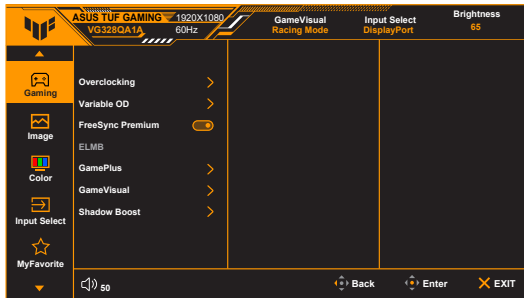 ASUS TUF GAMING 1920X1080
VG328QA1A 60Hz
GameVisual
Racing Mode
Input Select
DisplayPort
Brightness
65
Gaming
Image
Color
Input Select
MyFavorite
Overclocking
Variable OD
FreeSync Premium
ELMB
GamePlus
GameVisual
Shadow Boost
50
Back
Enter
EXIT